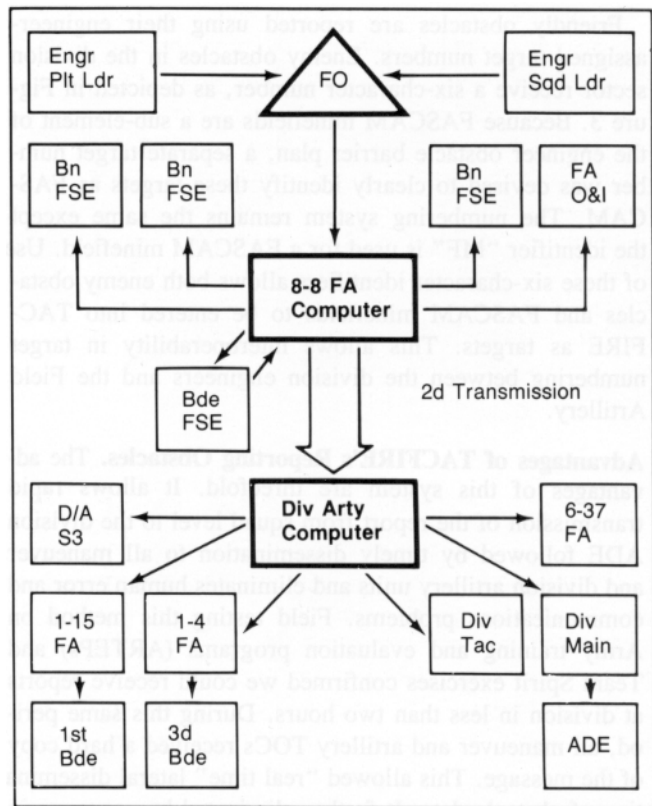 Engr
Plt Ldr
FO
Engr
Sqd Ldr
Bn
FSE
Bn
FSE
Bn
FSE
FA
O&I
8-8 FA
Computer
Bde
FSE
2d Transmission
Div Arty
Computer
D/A
S3
6-37
FA
1-15
FA
1-4
FA
Div
Tac
Div
Main
1st
Bde
3d
Bde
ADE